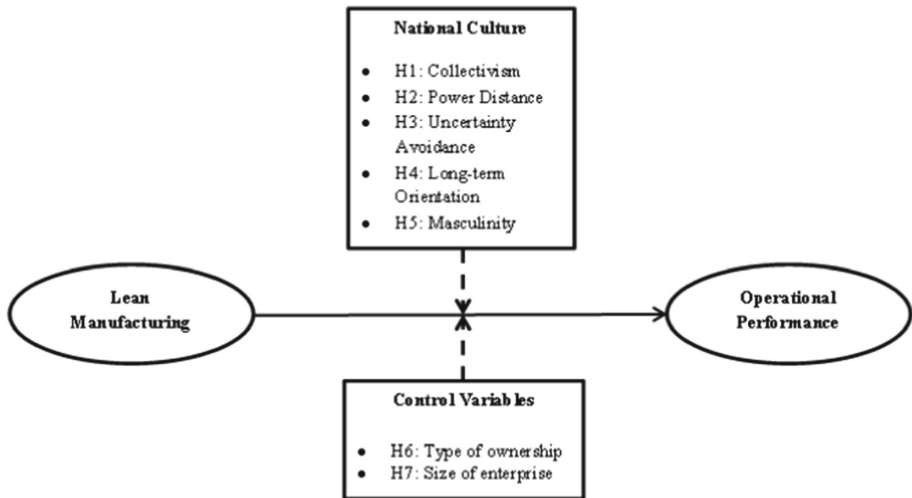 National Culture
• H1: Collectivism
• H2: Power Distance
• H3: Uncertainty
Avoidance
• H4: Long-term
Orientation
• H5: Masculinity
Lean
Manufacturing
Operational
Performance
Control Variables
• H6: Type of ownership
• H7: Size of enterprise